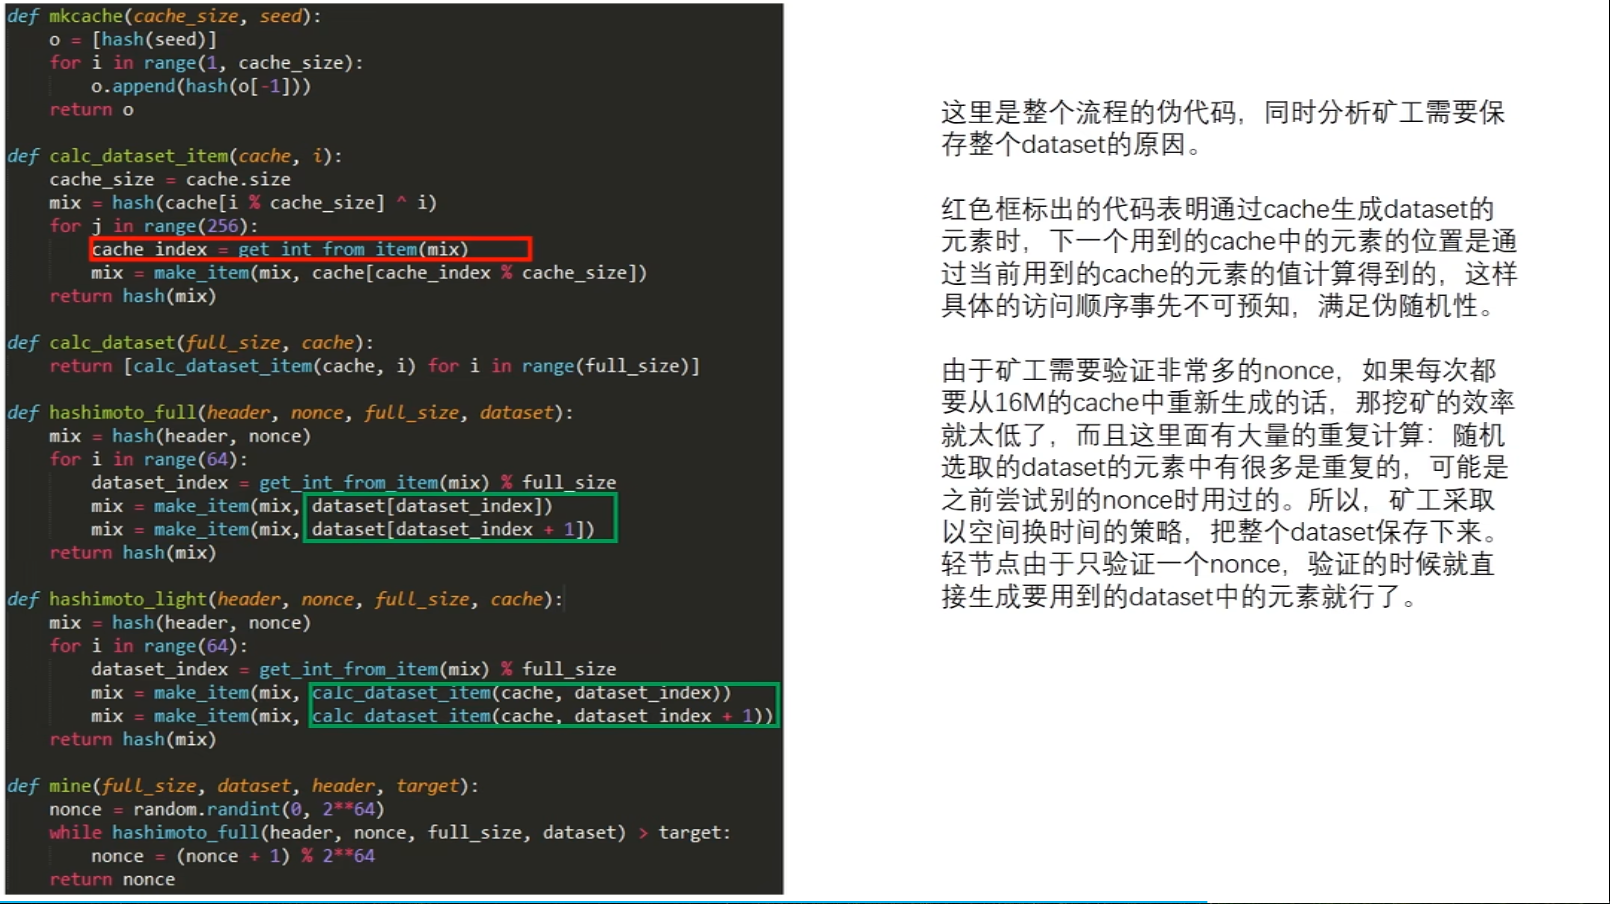 def mkcache(cache_size, seed):
    o = [hash(seed)]
    for i in range(1, cache_size):
        o.append(hash(o[-1]))
    return o
def calc_dataset_item(cache, i):
    cache_size = cache.size
    mix = hash(cache[i % cache_size] ^ i)
    for j in range(256):
        cache_index = get_int_from_item(mix)
        mix = make_item(mix, cache[cache_index % cache_size])
    return hash(mix)
def calc_dataset(full_size, cache):
    return [calc_dataset_item(cache, i) for i in range(full_size)]
def hashimoto_full(header, nonce, full_size, dataset):
    mix = hash(header, nonce)
    for i in range(64):
        dataset_index = get_int_from_item(mix) % full_size
        mix = make_item(mix, dataset[dataset_index])
        mix = make_item(mix, dataset[dataset_index + 1])
    return hash(mix)
def hashimoto_light(header, nonce, full_size, cache):
    mix = hash(header, nonce)
    for i in range(64):
        dataset_index = get_int_from_item(mix) % full_size
        mix = make_item(mix, calc_dataset_item(cache, dataset_index))
        mix = make_item(mix, calc_dataset_item(cache, dataset_index + 1))
    return hash(mix)
def mine(full_size, dataset, header, target):
    nonce = random.randint(0, 2**64)
    while hashimoto_full(header, nonce, full_size, dataset) > target:
        nonce = (nonce + 1) % 2**64
    return nonce
这里是整个流程的伪代码，同时分析矿工需要保
存整个dataset的原因。
红色框标出的代码表明通过cache生成dataset的
元素时，下一个用到的cache中的元素的位置是通
过当前用到的cache的元素的值计算得到的，这样
具体的访问顺序事先不可预知，满足伪随机性。
由于矿工需要验证非常多的nonce，如果每次都
要从16M的cache中重新生成的话，那挖矿的效率
就太低了，而且这里面有大量的重复计算：随机
选取的dataset的元素中有很多是重复的，可能是
之前尝试别的nonce时用过的。所以，矿工采取
以空间换时间的策略，把整个dataset保存下来。
轻节点由于只验证一个nonce，验证的时候就直
接生成要用到的dataset中的元素就行了。